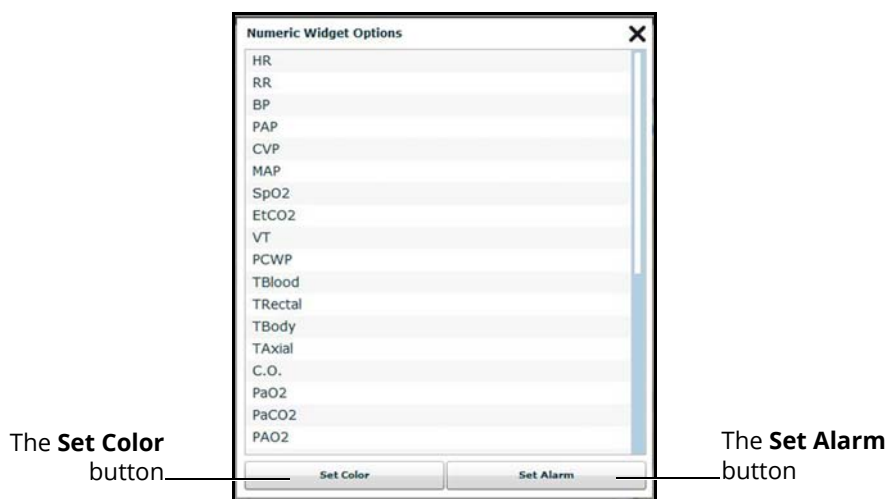 Numeric Widget Options
HR
RR
BP
PAP
CVP
MAP
SpO2
EtCO2
VT
PCWP
TBlood
TRectal
TBody
TAxial
C.O.
PaO2
PaCO2
PAO2
Set Color
Set Alarm
The Set Color
button
The Set Alarm
button